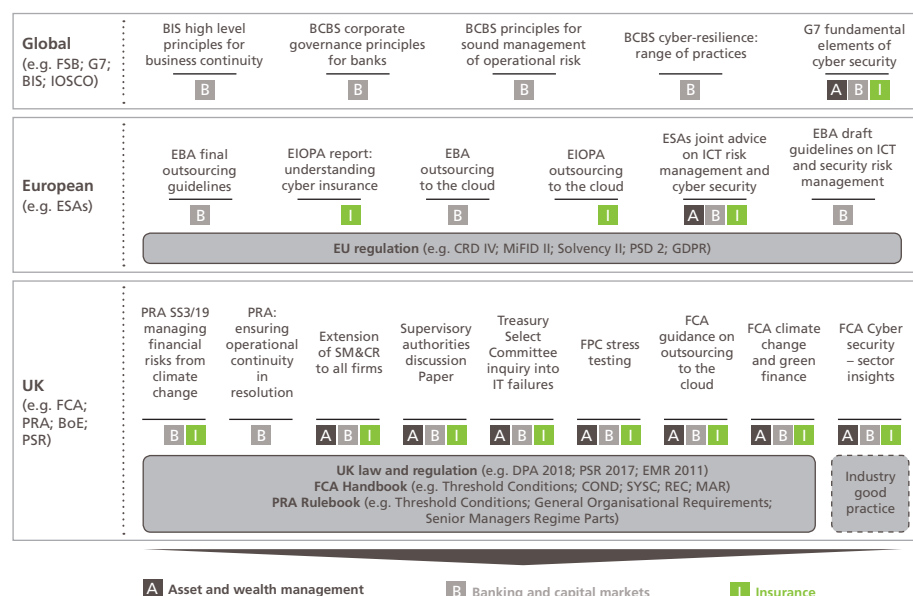 Global
(e.g. FSB; G7;
BIS; IOSCO)
BIS high level
principles for
business continuity
B
BCBS corporate
governance principles
for banks
B
BCBS principles for
sound management
of operational risk
B
BCBS cyber-resilience:
range of practices
B
G7 fundamental
elements of
cyber security
A B I
European
(e.g. ESAs)
EBA final
outsourcing
guidelines
B
EIOPA report:
understanding
cyber insurance
I
EBA
outsourcing
to the cloud
B
EIOPA
outsourcing
to the cloud
I
ESAs joint advice
on ICT risk
management and
cyber security
A B I
EBA draft
guidelines on ICT
and security risk
management
B
EU regulation (e.g. CRD IV; MiFID II; Solvency II; PSD 2; GDPR)
UK
(e.g. FCA;
PRA; BoE;
PSR)
PRA SS3/19
managing
financial
risks from
climate
change
B I
PRA:
ensuring
operational
continuity
in
resolution
B
Extension
of SM&CR
to all firms
A B I
Supervisory
authorities
discussion
Paper
A B I
Treasury
Select
Committee
inquiry into
IT failures
A B I
FPC stress
testing
A B I
FCA
guidance on
outsourcing
to the
cloud
A B I
FCA climate
change
and green
finance
A B I
FCA Cyber
security
– sector
insights
A B I
UK law and regulation (e.g. DPA 2018; PSR 2017; EMR 2011)
FCA Handbook (e.g. Threshold Conditions; COND; SYSC; REC; MAR)
PRA Rulebook (e.g. Threshold Conditions; General Organisational Requirements;
Senior Managers Regime Parts)
Industry
good
practice
A Asset and wealth management
B Banking and capital markets
I Insurance